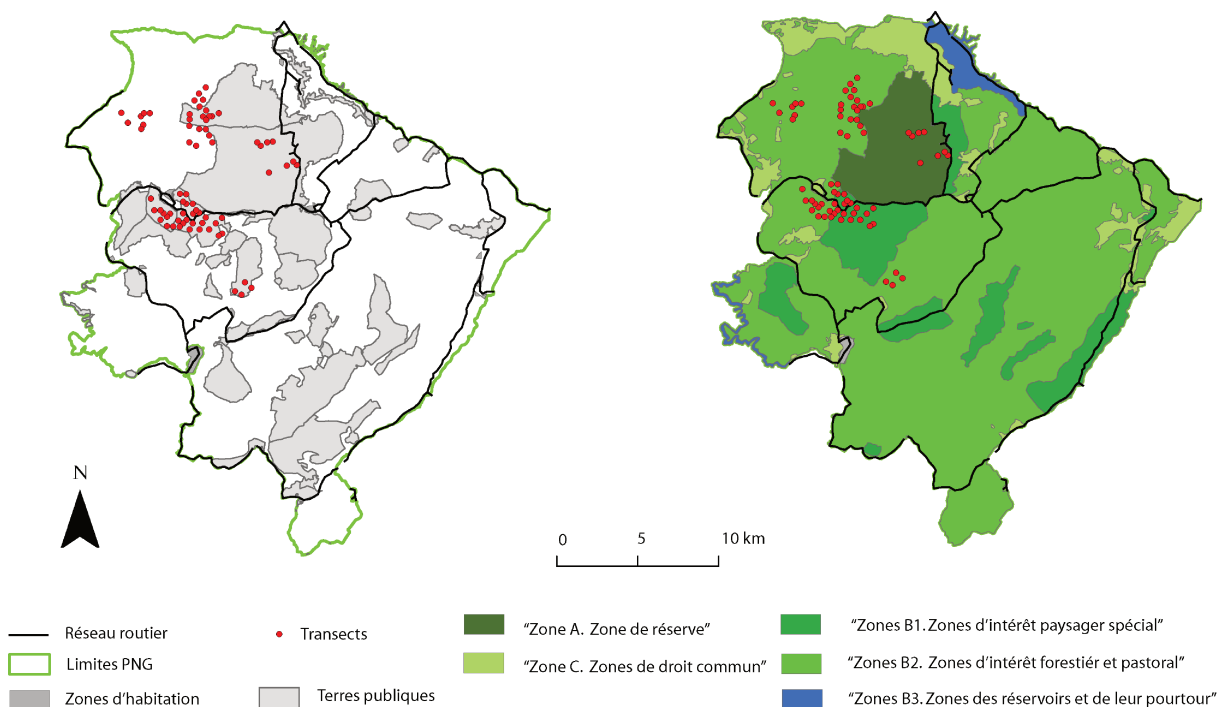 N
0 5 10 km
Réseau routier
Transects
"Zone A. Zone de réserve"
"Zones B1. Zones d'intérêt paysager spécial"
Limites PNG
"Zone C. Zones de droit commun"
"Zones B2. Zones d'intérêt forestiér et pastoral"
Zones d'habitation
Terres publiques
"Zones B3. Zones des réservoirs et de leur pourtour"